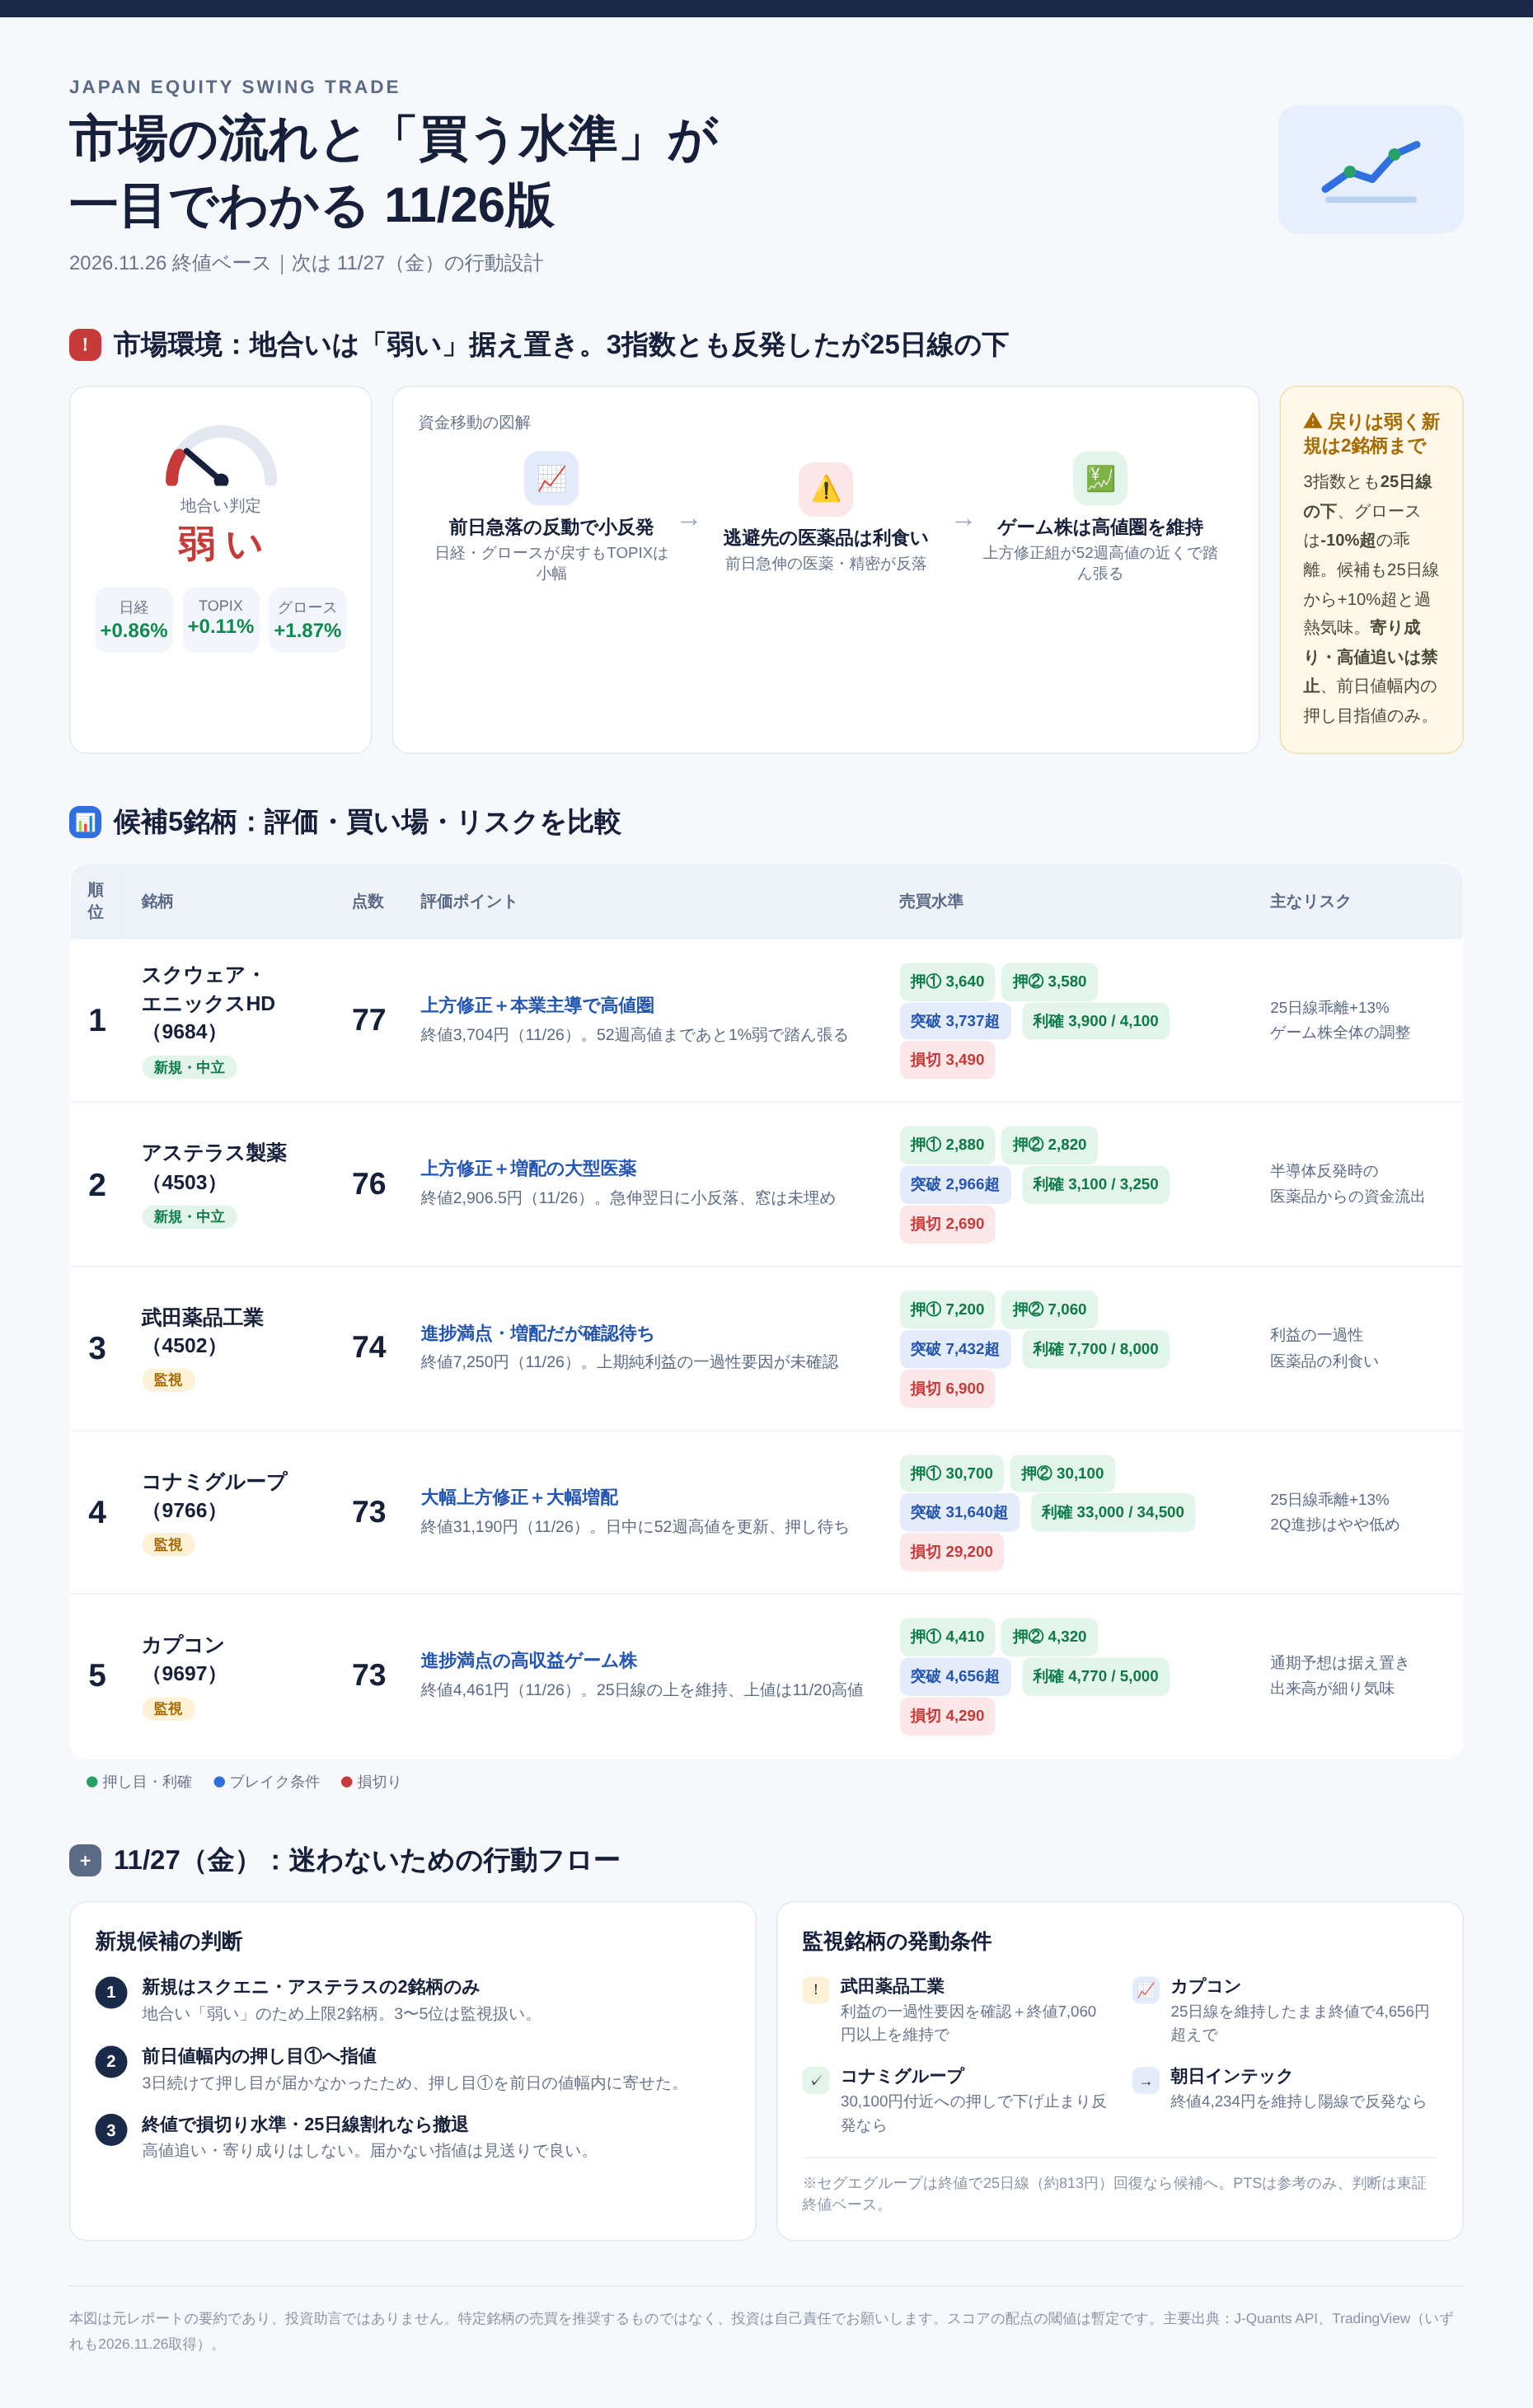 JAPAN EQUITY SWING TRADE
市場の流れと「買う水準」が
一目でわかる 11/26版
2026.11.26 終値ベース｜次は 11/27（金）の行動設計
! 市場環境：地合いは「弱い」据え置き。3指数とも反発したが25日線の下
地合い判定
弱い
日経
+0.86%
TOPIX
+0.11%
グロース
+1.87%
資金移動の図解
前日急落の反動で小反発
日経・グロースが戻すもTOPIXは
小幅
→
逃避先の医薬品は利食い
前日急伸の医薬・精密が反落
→
ゲーム株は高値圏を維持
上方修正組が52週高値の近くで踏
ん張る
戻りは弱く新
規は2銘柄まで
3指数とも25日線
の下、グロース
は-10%超の乖
離。候補も25日線
から+10%超と過
熱気味。寄り成
り・高値追いは禁
止、前日値幅内の
押し目指値のみ。
候補5銘柄：評価・買い場・リスクを比較
順
位
銘柄
点数
評価ポイント
売買水準
主なリスク
1
スクウェア・
エニックスHD
（9684）
新規・中立
77
上方修正＋本業主導で高値圏
終値3,704円（11/26）。52週高値まであと1%弱で踏ん張る
押① 3,640 押② 3,580
突破 3,737超 利確 3,900 / 4,100
損切 3,490
25日線乖離+13%
ゲーム株全体の調整
2
アステラス製薬
（4503）
新規・中立
76
上方修正＋増配の大型医薬
終値2,906.5円（11/26）。急伸翌日に小反落、窓は未埋め
押① 2,880 押② 2,820
突破 2,966超 利確 3,100 / 3,250
損切 2,690
半導体反発時の
医薬品からの資金流出
3
武田薬品工業
（4502）
監視
74
進捗満点・増配だが確認待ち
終値7,250円（11/26）。上期純利益の一過性要因が未確認
押① 7,200 押② 7,060
突破 7,432超 利確 7,700 / 8,000
損切 6,900
利益の一過性
医薬品の利食い
4
コナミグループ
（9766）
監視
73
大幅上方修正＋大幅増配
終値31,190円（11/26）。日中に52週高値を更新、押し待ち
押① 30,700 押② 30,100
突破 31,640超 利確 33,000 / 34,500
損切 29,200
25日線乖離+13%
2Q進捗はやや低め
5
カプコン
（9697）
監視
73
進捗満点の高収益ゲーム株
終値4,461円（11/26）。25日線の上を維持、上値は11/20高値
押① 4,410 押② 4,320
突破 4,656超 利確 4,770 / 5,000
損切 4,290
通期予想は据え置き
出来高が細り気味
押し目・利確 ブレイク条件 損切り
+ 11/27（金）：迷わないための行動フロー
新規候補の判断
1 新規はスクエニ・アステラスの2銘柄のみ
地合い「弱い」のため上限2銘柄。3〜5位は監視扱い。
2 前日値幅内の押し目①へ指値
3日続けて押し目が届かなかったため、押し目①を前日の値幅内に寄せた。
3 終値で損切り水準・25日線割れなら撤退
高値追い・寄り成りはしない。届かない指値は見送りで良い。
監視銘柄の発動条件
! 武田薬品工業
利益の一過性要因を確認＋終値7,060
円以上を維持で
カプコン
25日線を維持したまま終値で4,656円
超えで
✓ コナミグループ
30,100円付近への押しで下げ止まり反
発なら
→ 朝日インテック
終値4,234円を維持し陽線で反発なら
※セグエグループは終値で25日線（約813円）回復なら候補へ。PTSは参考のみ、判断は東証
終値ベース。
本図は元レポートの要約であり、投資助言ではありません。特定銘柄の売買を推奨するものではなく、投資は自己責任でお願いします。スコアの配点の閾値は暫定です。主要出典：J-Quants API、TradingView（いず
れも2026.11.26取得）。